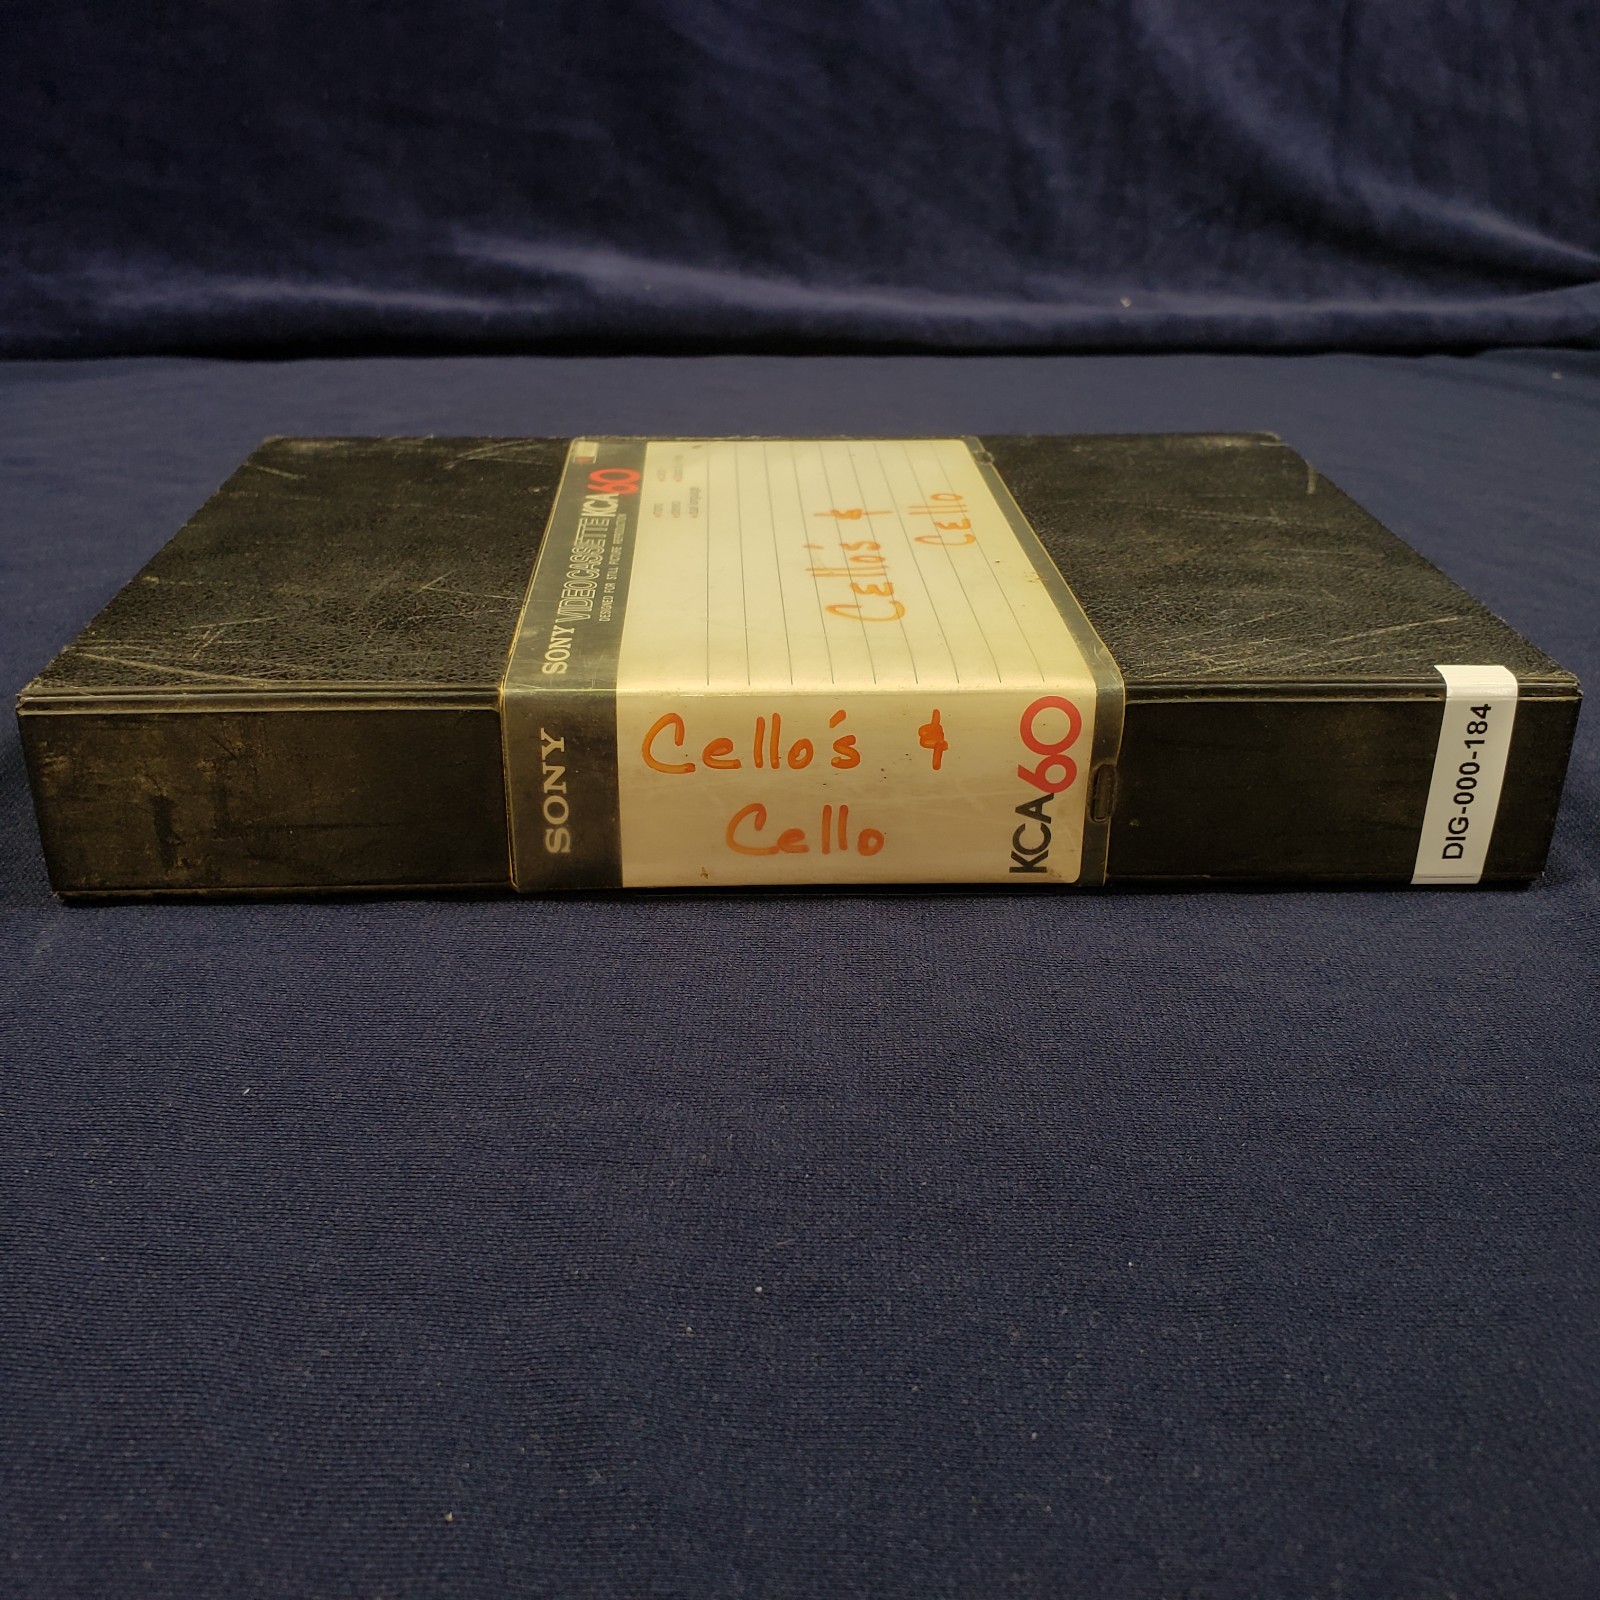 SONY VIDEOCASSETTE KCA60
DESIGNED FOR STILL PICTURE REPRODUCTION
Cello's &
Cello
SONY
Cello's &
Cello
KCA60
DIG-000-184